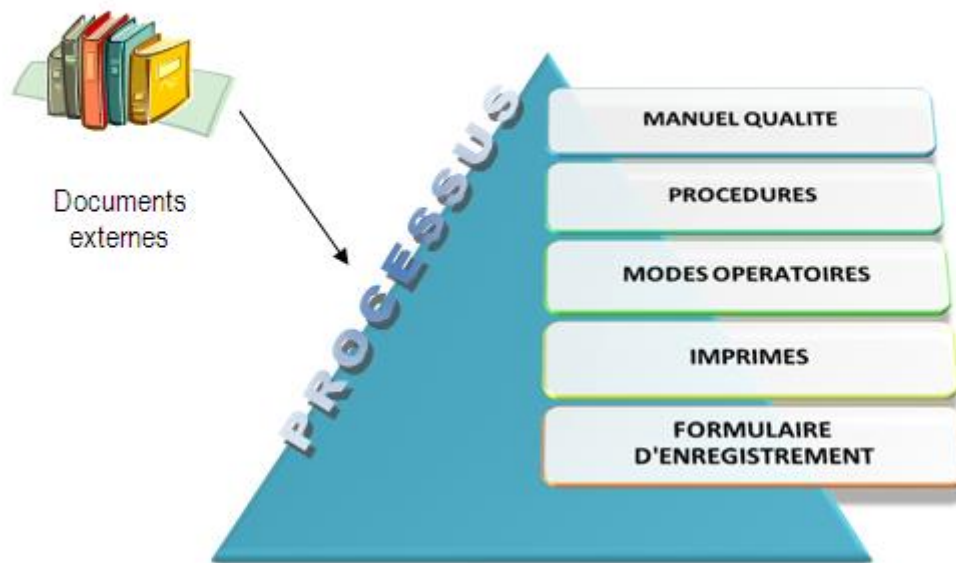 Documents
externes
PROCESSUS
MANUEL QUALITE
PROCEDURES
MODES OPERATOIRES
IMPRIMES
FORMULAIRE
D'ENREGISTREMENT